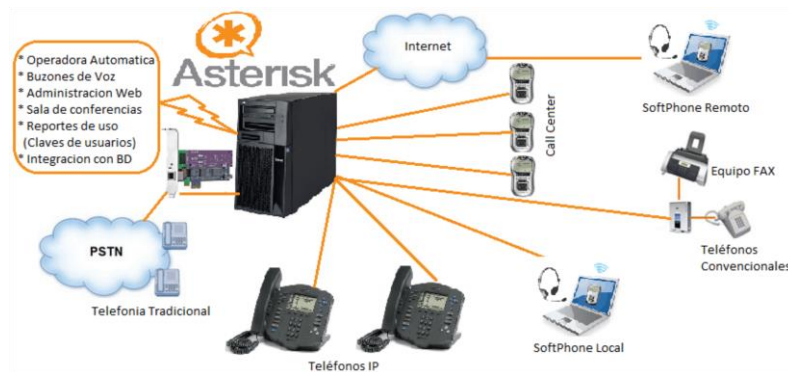 * Operadora Automatica
* Buzones de Voz
* Administracion Web
* Sala de conferencias
* Reportes de uso
(Claves de usuarios)
* Integracion con BD
Asterisk
Internet
SoftPhone Remoto
Call Center
Equipo FAX
Teléfonos
Convencionales
PSTN
Telefonia Tradicional
Teléfonos IP
SoftPhone Local